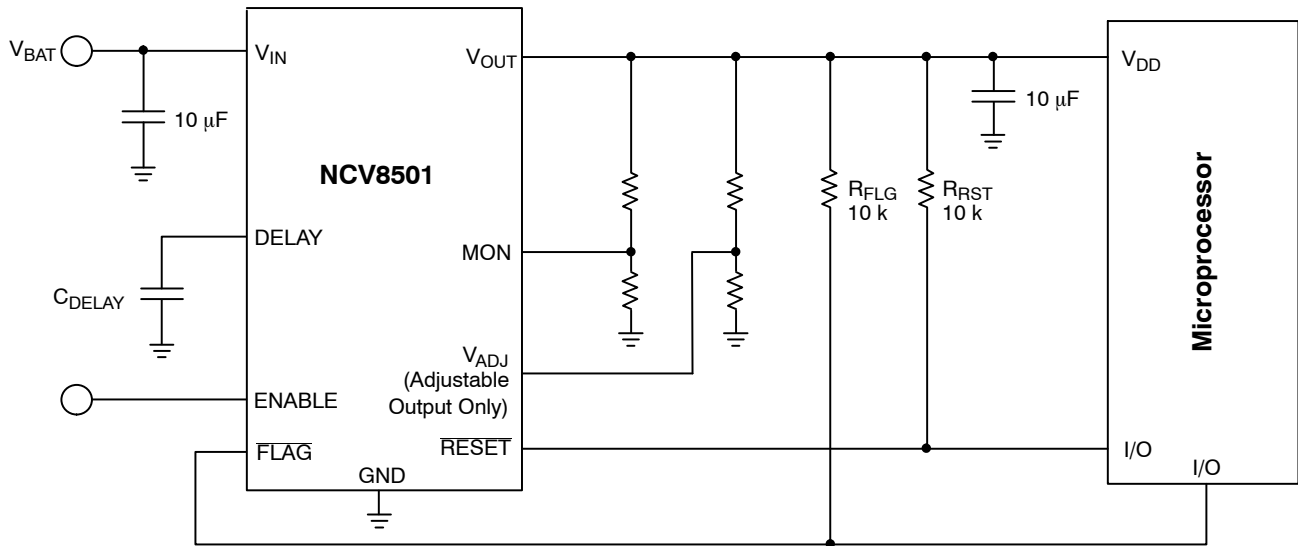 V_BAT
V_IN
10 μF
NCV8501
DELAY
C_DELAY
ENABLE
FLAG
GND
V_OUT
MON
V_ADJ
(Adjustable
Output Only)
RESET
R_FLG
10 k
R_RST
10 k
10 μF
V_DD
Microprocessor
I/O
I/O